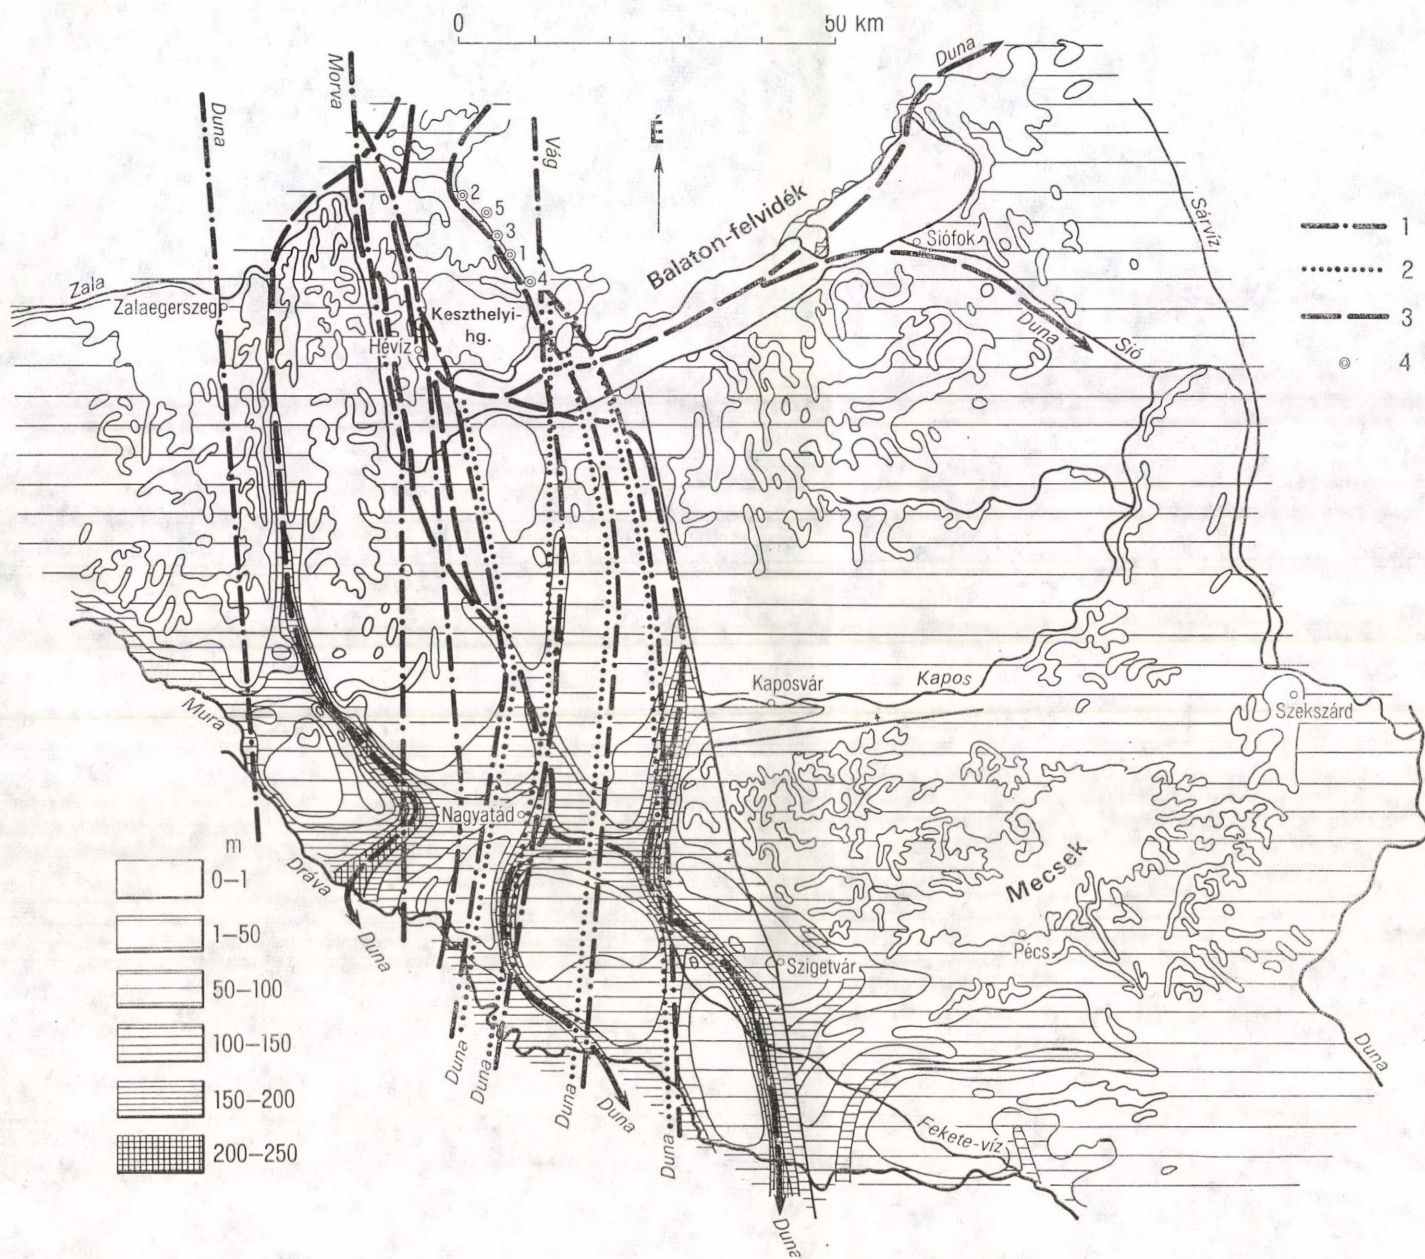 0
50 km
Duna
Morva
Duna
Vág
É
2
5
3
1
4
Balaton-felvidék
Siófok
Sárvíz
1
2
3
4
Zala
Zalaegerszeg
Keszthelyi-
hg.
Hévíz
Duna
Sió
Kaposvár
Kapos
Szekszárd
Mura
Nagyatád
Mecsek
m
0–1
1–50
50–100
100–150
150–200
200–250
Dráva
Duna
Pécs
Szigetvár
Duna
Duna
Duna
Duna
Duna
Duna
Fekete-víz
Duna
Duna